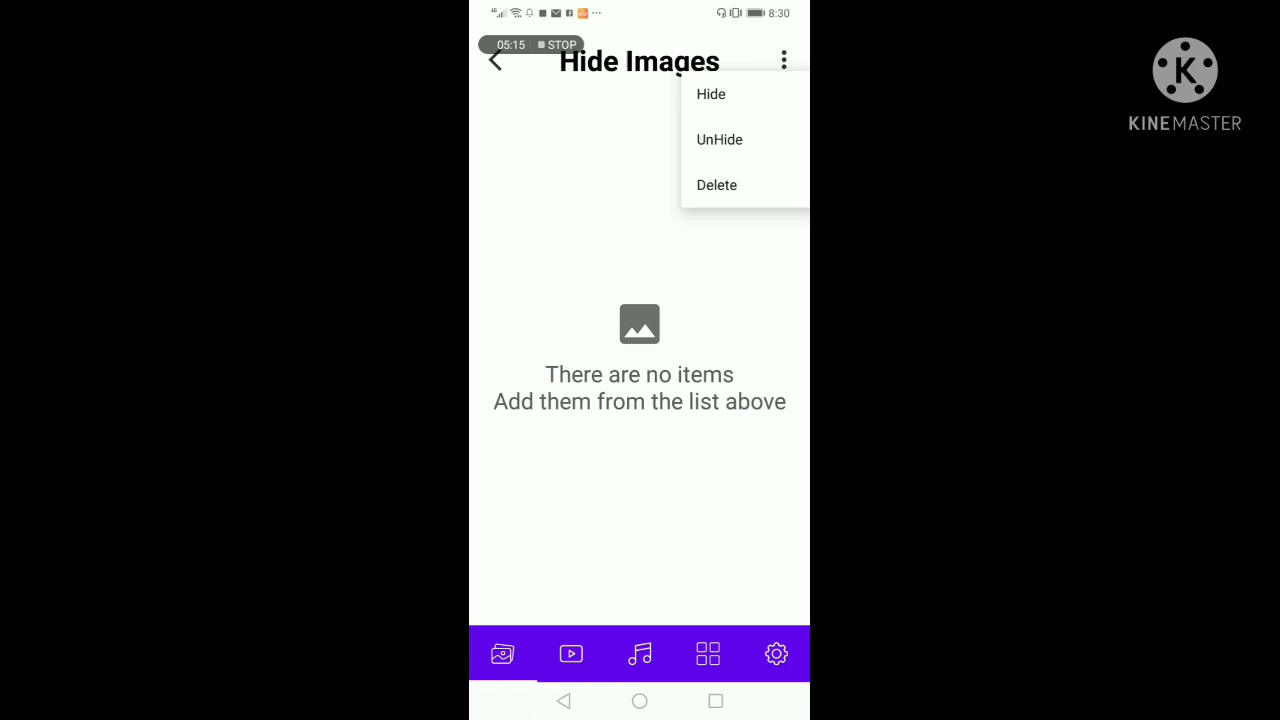 4G 8:30
05:15 STOP
Hide Images
Hide
UnHide
Delete
There are no items
Add them from the list above
K
KINEMASTER